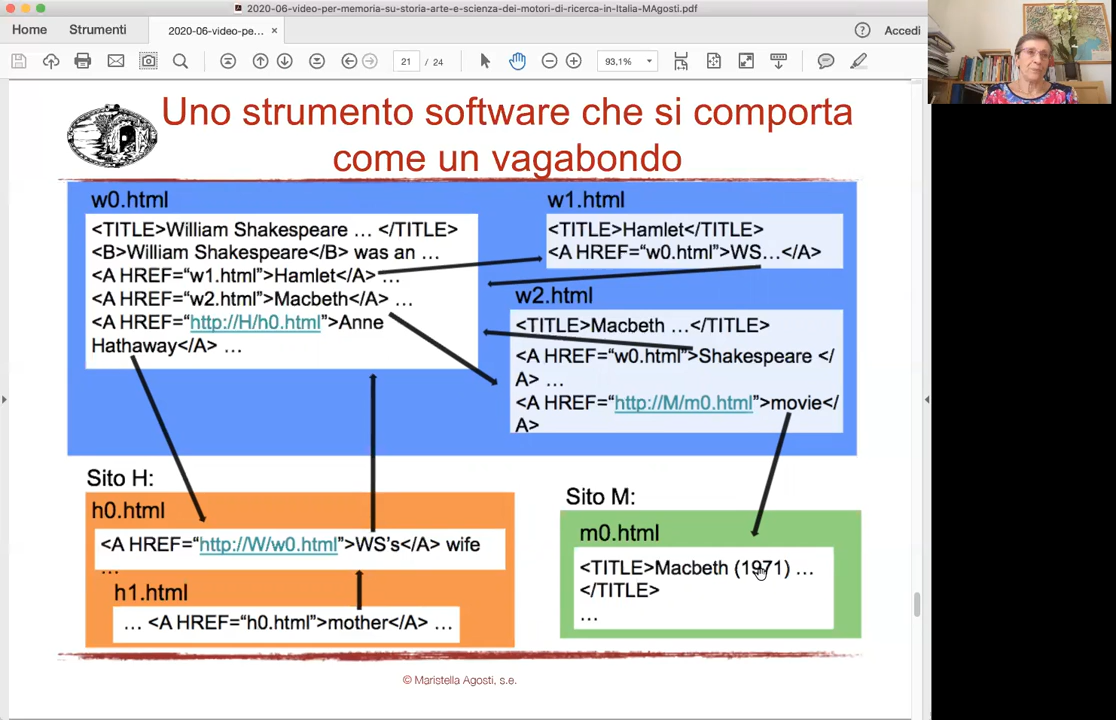 2020-06-video-per-memoria-su-storia-arte-e-scienza-dei-motori-di-ricerca-in-Italia-MAgosti.pdf
Home
Strumenti
2020-06-video-pe...
Accedi
21 / 24
93,1%
Uno strumento software che si comporta
come un vagabondo
w0.html
<TITLE>William Shakespeare … </TITLE>
<B>William Shakespeare</B> was an …
<A HREF=“w1.html”>Hamlet</A> …
<A HREF=“w2.html”>Macbeth</A> …
<A HREF=“http://H/h0.html”>Anne
Hathaway</A> …
w1.html
<TITLE>Hamlet</TITLE>
<A HREF=“w0.html”>WS…</A>
w2.html
<TITLE>Macbeth …</TITLE>
<A HREF=“w0.html”>Shakespeare </
A> …
<A HREF=“http://M/m0.html”>movie</
A>
Sito H:
h0.html
<A HREF=“http://W/w0.html”>WS’s</A> wife
…
h1.html
… <A HREF=“h0.html”>mother</A> …
Sito M:
m0.html
<TITLE>Macbeth (1971) …
</TITLE>
…
© Maristella Agosti, s.e.